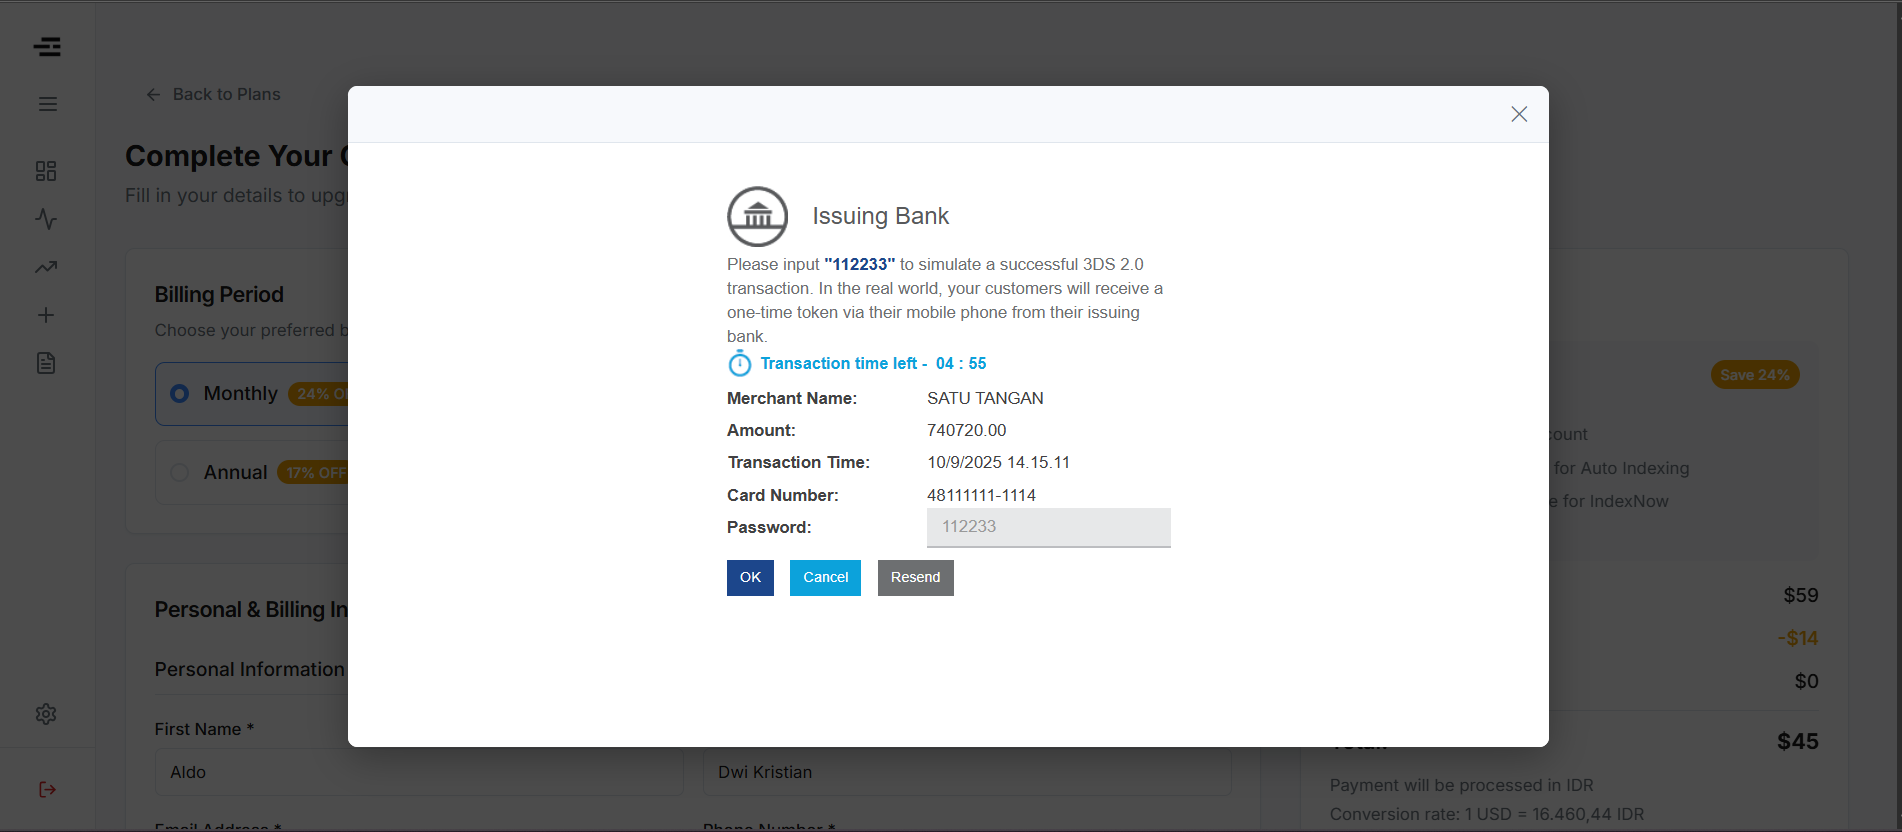 Back to Plans
Complete Your
Fill in your details to upg
Billing Period
Choose your preferred b
Monthly
24% O
Annual
17% OFF
Personal & Billing In
Personal Information
First Name *
Aldo
Dwi Kristian
Email Address *
Phone Number *
Issuing Bank
Please input "112233" to simulate a successful 3DS 2.0
transaction. In the real world, your customers will receive a
one-time token via their mobile phone from their issuing
bank.
Transaction time left - 04 : 55
Merchant Name: SATU TANGAN
Amount: 740720.00
Transaction Time: 10/9/2025 14.15.11
Card Number: 48111111-1114
Password: 112233
OK
Cancel
Resend
Save 24%
count
for Auto Indexing
e for IndexNow
$59
-$14
$0
$45
Payment will be processed in IDR
Conversion rate: 1 USD = 16.460,44 IDR